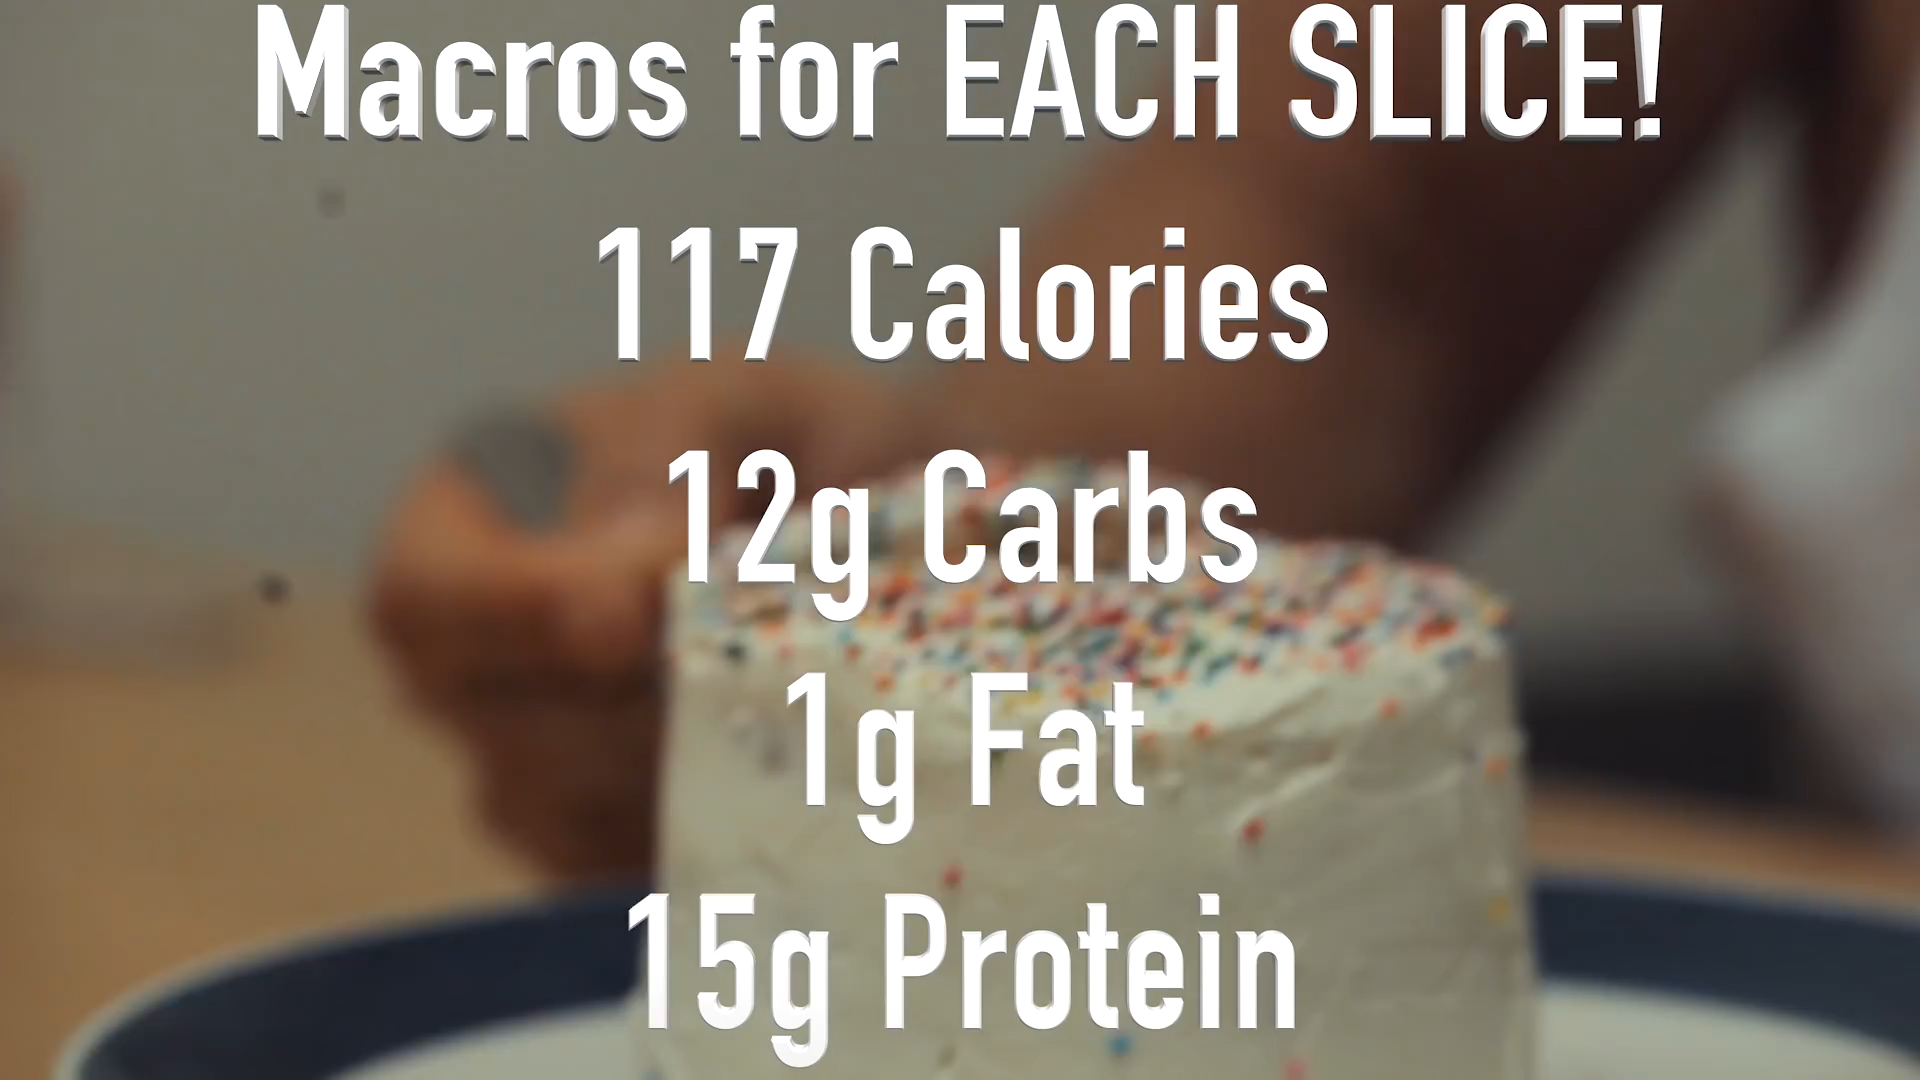 Macros for EACH SLICE!
117 Calories
12g Carbs
1g Fat
15g Protein